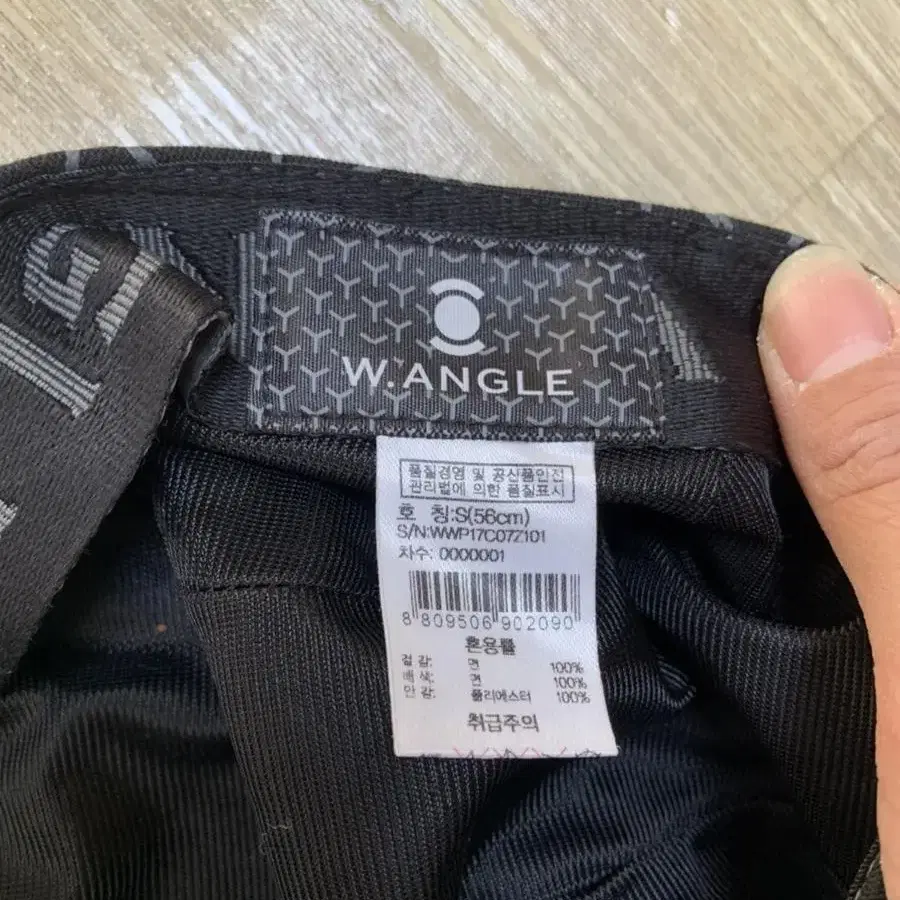 W.ANGLE
품질경영 및 공산품안전
관리법에 의한 품질표시
호 칭:S(56cm)
S/N:WWP17C07Z101
차수: 0000001
8 809506 902090
혼용률
겉감: 면 100%
배색: 면 100%
안감: 폴리에스터 100%
취급주의